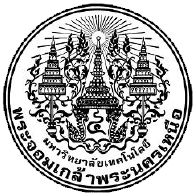 ๔
มหาวิทยาลัยเทคโนโลยี
พระจอมเกล้าพระนครเหนือ